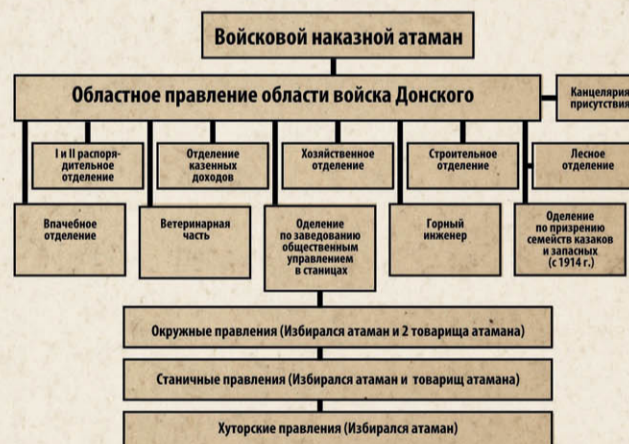 Войсковой наказной атаман
Областное правление области войска Донского
Канцелярия
присутствия
I и II распоря-
дительное
отделение
Отделение
казенных
доходов
Хозяйственное
отделение
Строительное
отделение
Лесное
отделение
Впачебное
отделение
Ветеринарная
часть
Оделение
по заведованию
общественным
управлением
в станицах
Горный
инженер
Оделение
по призрению
семейств казаков
и запасных
(с 1914 г.)
Окружные правления (Избирался атаман и 2 товарища атамана)
Станичные правления (Избирался атаман и товарищ атамана)
Хуторские правления (Избирался атаман)